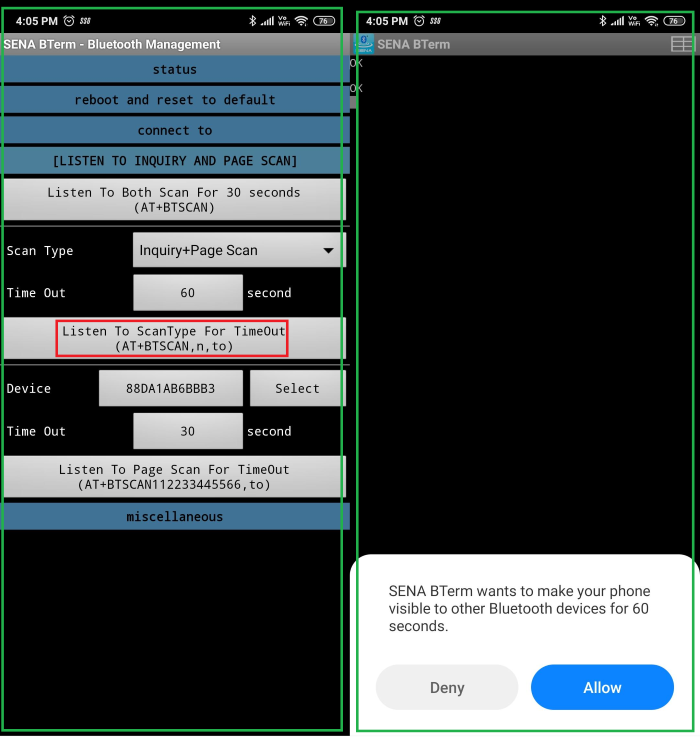 4:05 PM
76
SENA BTerm - Bluetooth Management
status
reboot and reset to default
connect to
[LISTEN TO INQUIRY AND PAGE SCAN]
Listen To Both Scan For 30 seconds
(AT+BTSCAN)
Scan Type
Inquiry+Page Scan
Time Out
60
second
Listen To ScanType For TimeOut
(AT+BTSCAN,n,to)
Device
88DA1AB6BBB3
Select
Time Out
30
second
Listen To Page Scan For TimeOut
(AT+BTSCAN112233445566,to)
miscellaneous
4:05 PM
76
SENA BTerm
OK
OK
SENA BTerm wants to make your phone
visible to other Bluetooth devices for 60
seconds.
Deny
Allow